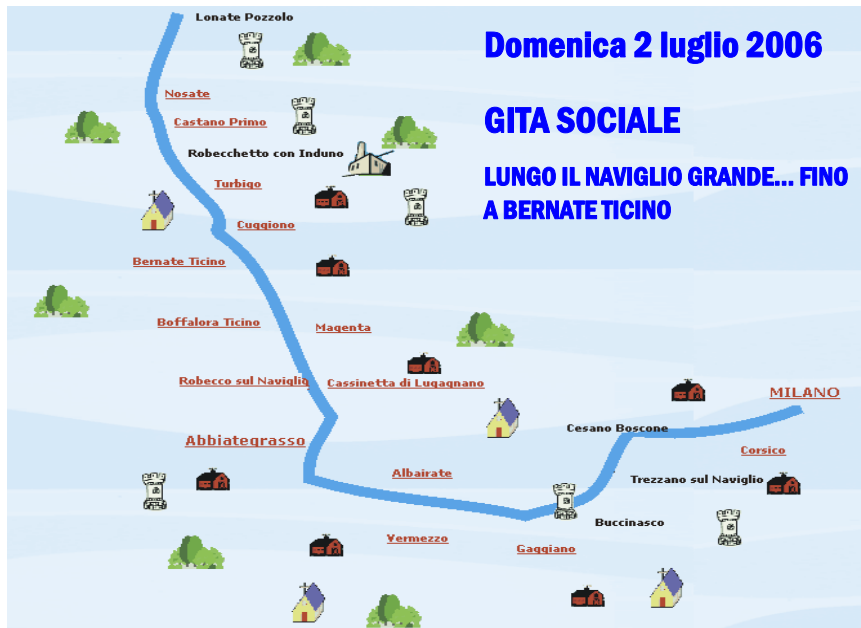 Lonate Pozzolo
Domenica 2 luglio 2006
Nosate
GITA SOCIALE
Castano Primo
Robecchetto con Induno
LUNGO IL NAVIGLIO GRANDE... FINO
A BERNATE TICINO
Turbigo
Cuggiono
Bernate Ticino
Boffalora Ticino
Magenta
Robecco sul Naviglio
Cassinetta di Lugagnano
MILANO
Cesano Boscone
Abbiategrasso
Corsico
Albairate
Trezzano sul Naviglio
Buccinasco
Vermezzo
Gaggiano